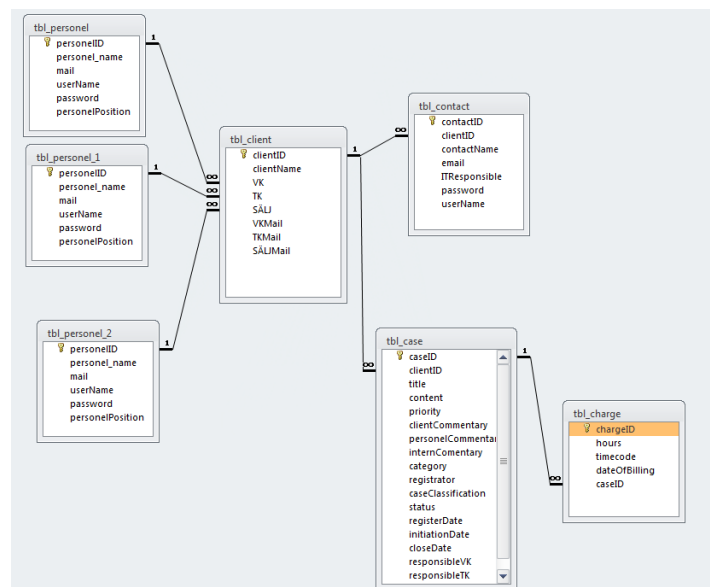 tbl_personel
1
personelID
personel_name
mail
userName
password
personelPosition
tbl_personel_1
1
personelID
personel_name
mail
userName
password
personelPosition
tbl_personel_2
1
personelID
personel_name
mail
userName
password
personelPosition
tbl_client
1
∞
∞
∞
clientID
clientName
VK
TK
SÄLJ
VKMail
TKMail
SÄLJMail
tbl_contact
∞
contactID
clientID
contactName
email
ITResponsible
password
userName
tbl_case
1
∞
caseID
clientID
title
content
priority
clientCommentary
personelCommentar
internComentary
category
registrator
caseClassification
status
registerDate
initiationDate
closeDate
responsibleVK
responsibleTK
tbl_charge
∞
chargeID
hours
timecode
dateOfBilling
caseID